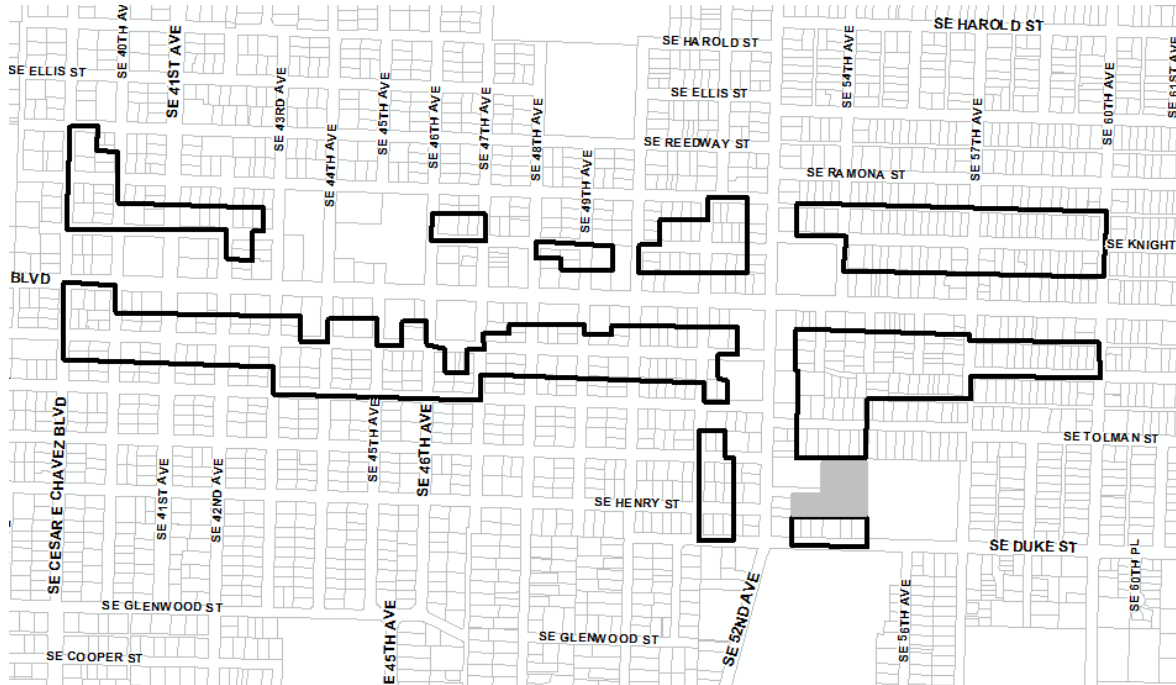 SE HAROLD ST
SE HAROLD ST
SE ELLIS ST
SE 40TH AV
SE 41ST AVE
SE 43RD AVE
SE 44TH AVE
SE 45TH AVE
SE 46TH AVE
SE 47TH AVE
SE 48TH AVE
SE 49TH AVE
SE ELLIS ST
SE REEDWAY ST
SE 54TH AVE
SE RAMONA ST
SE 57TH AVE
SE 60TH AVE
SE 61ST AVE
SE KNIGHT
BLVD
SE CESAR E CHAVEZ BLVD
SE 41ST AVE
SE 42ND AVE
SE 45TH AVE
SE 46TH AVE
SE TOLMAN ST
SE HENRY ST
SE DUKE ST
SE 52ND AVE
SE 56TH AVE
SE 60TH PL
SE GLENWOOD ST
SE GLENWOOD ST
E 45TH AVE
SE COOPER ST